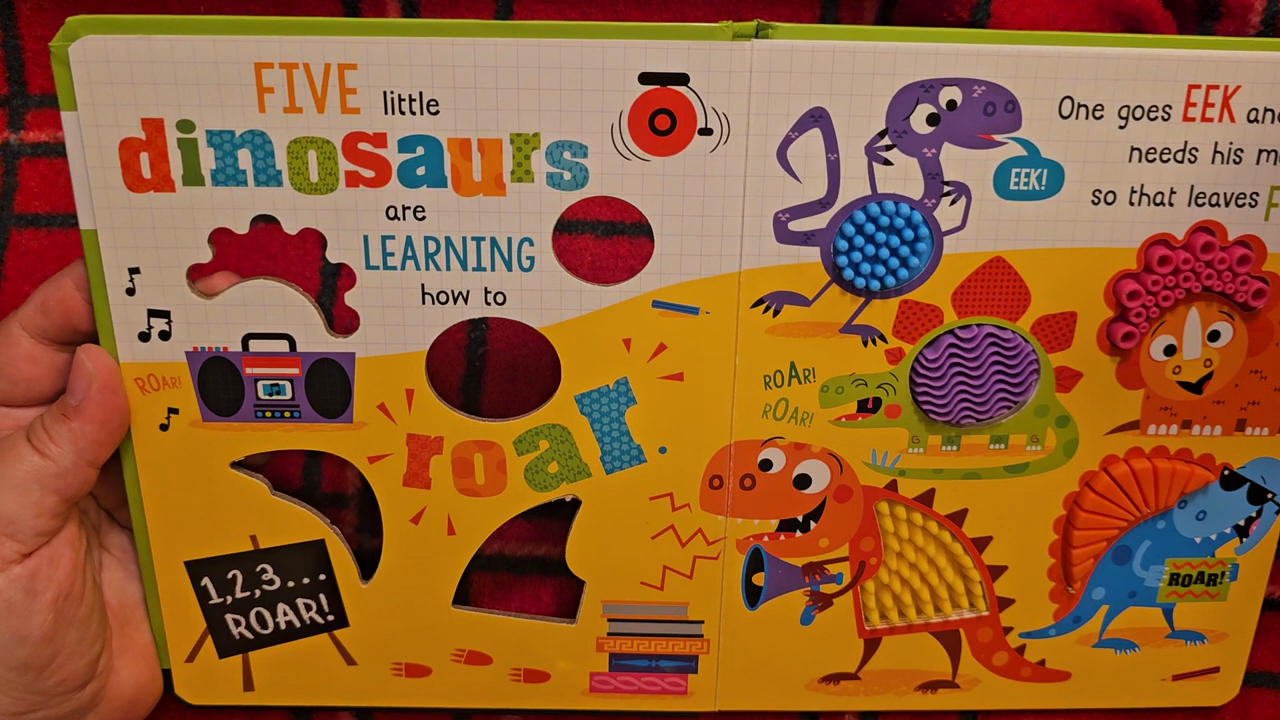 FIVE little
dinosaurs
are
LEARNING
how to
roar.
ROAR!
1,2,3...
ROAR!
One goes EEK
needs his
so that leaves
EEK!
ROAR!
ROAR!
ROAR!
G G G G